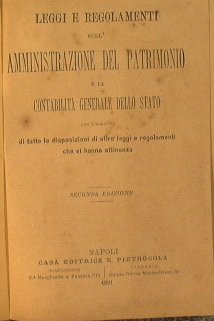 LEGGI E REGOLAMENTI
SULL'
AMMINISTRAZIONE DEL PATRIMONIO
E LA
CONTABILITÀ GENERALE DELLO STATO
di tutte le disposizioni di altre leggi e regolamenti
che vi hanno attinenza
SECONDA EDIZIONE
NAPOLI
CASA EDITRICE E. PIETROCOLA
1891